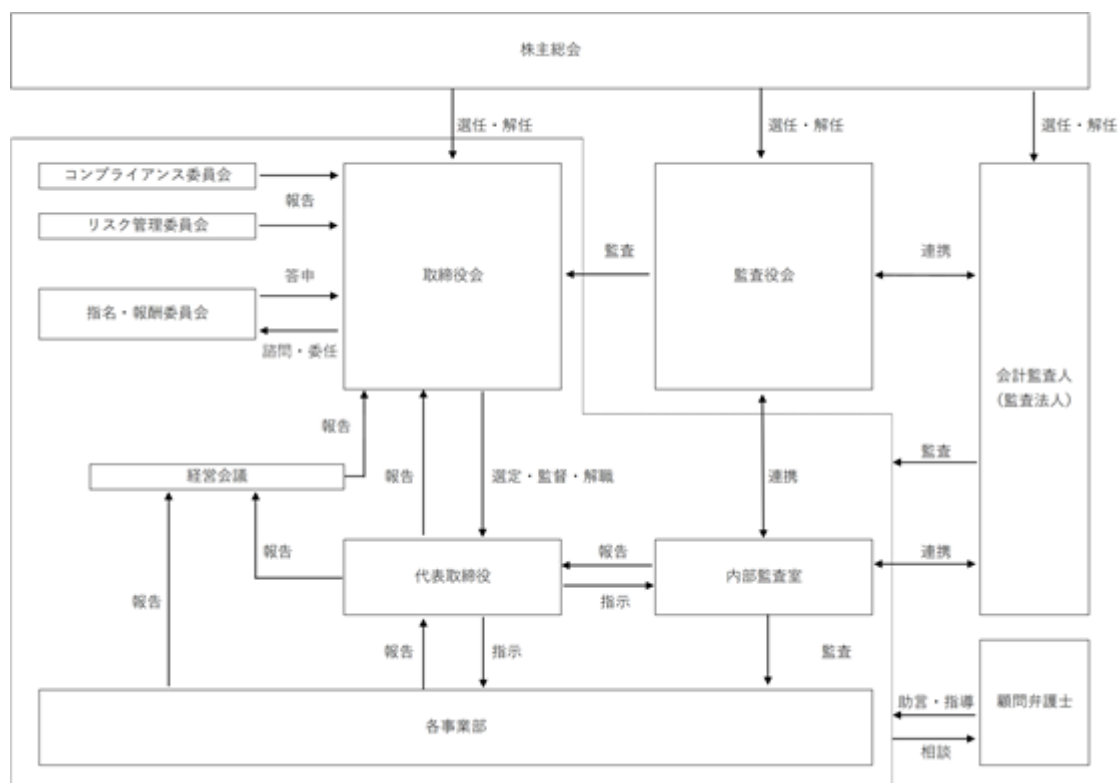 株主総会
選任・解任
選任・解任
選任・解任
コンプライアンス委員会
報告
リスク管理委員会
答申
指名・報酬委員会
諮問・委任
取締役会
監査
監査役会
連携
会計監査人
(監査法人)
報告
経営会議
報告
選定・監督・解職
連携
監査
報告
代表取締役
報告
指示
内部監査室
連携
報告
報告
指示
監査
各事業部
助言・指導
相談
顧問弁護士